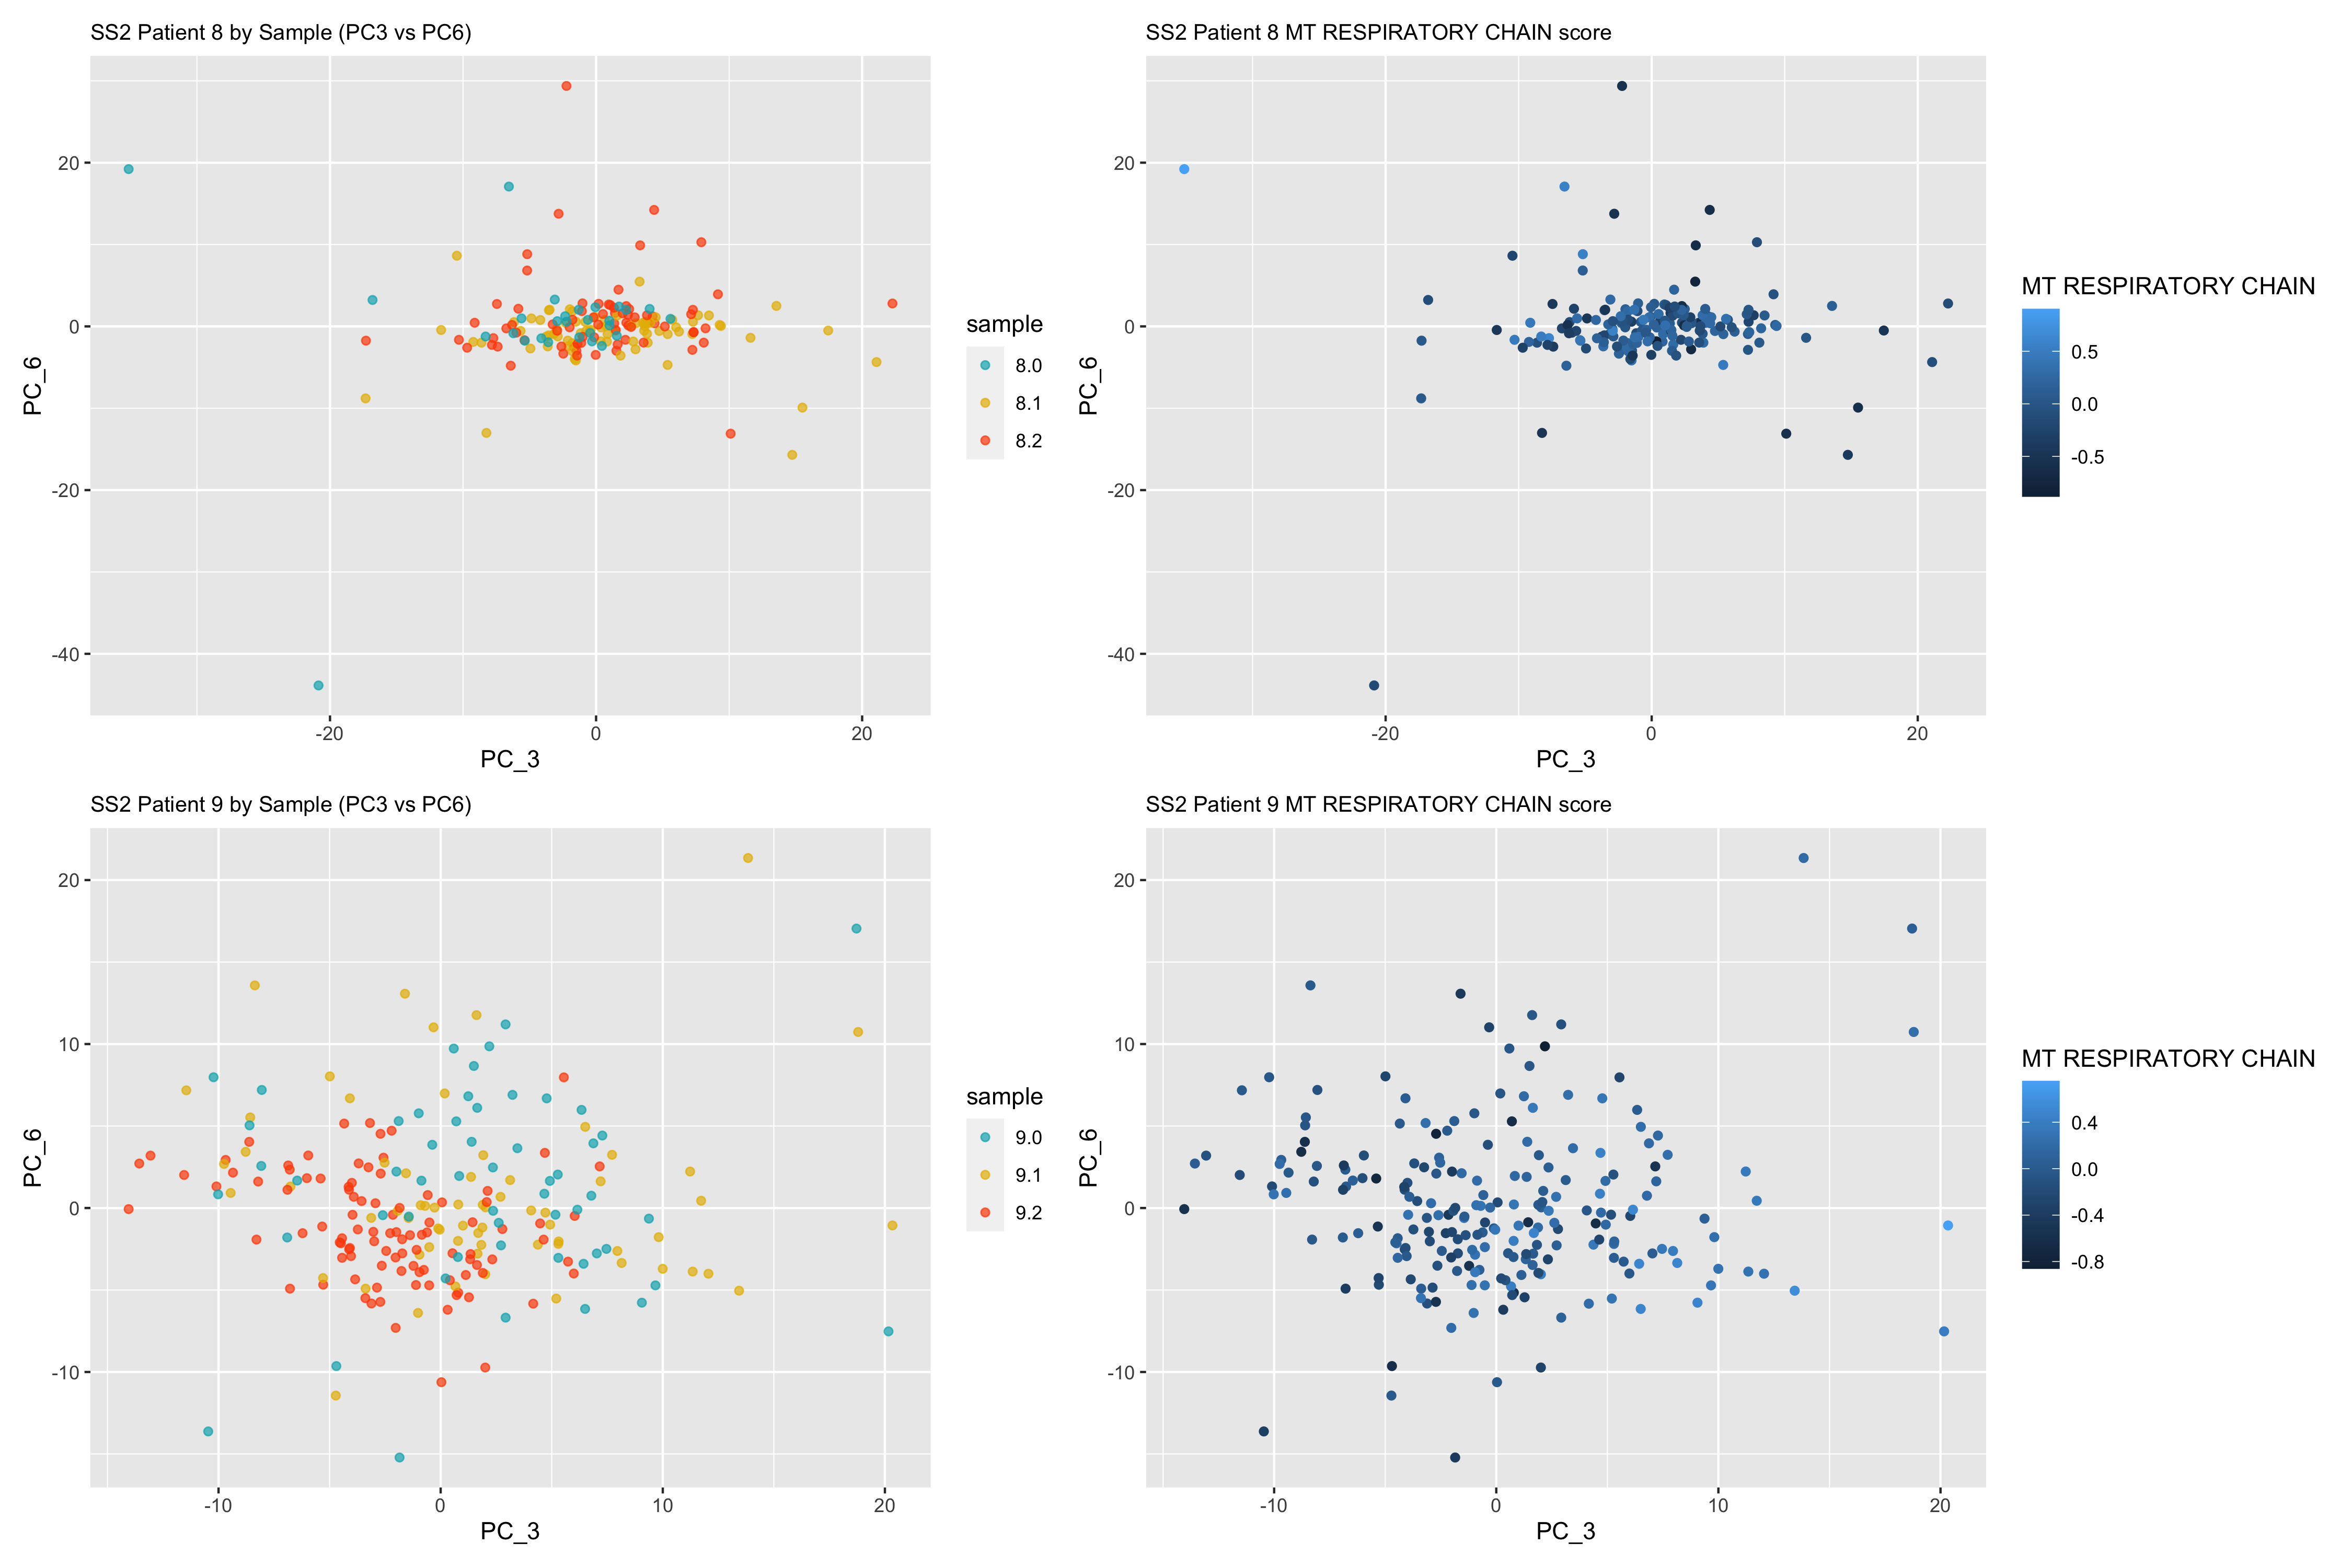 SS2 Patient 8 by Sample (PC3 vs PC6)
20
0
-20
-40
PC_6
-20
0
20
PC_3
sample
8.0
8.1
8.2
SS2 Patient 8 MT RESPIRATORY CHAIN score
20
0
-20
-40
PC_6
-20
0
20
PC_3
MT RESPIRATORY CHAIN
0.5
0.0
-0.5
SS2 Patient 9 by Sample (PC3 vs PC6)
20
10
0
-10
PC_6
-10
0
10
20
PC_3
sample
9.0
9.1
9.2
SS2 Patient 9 MT RESPIRATORY CHAIN score
20
10
0
-10
PC_6
-10
0
10
20
PC_3
MT RESPIRATORY CHAIN
0.4
0.0
-0.4
-0.8